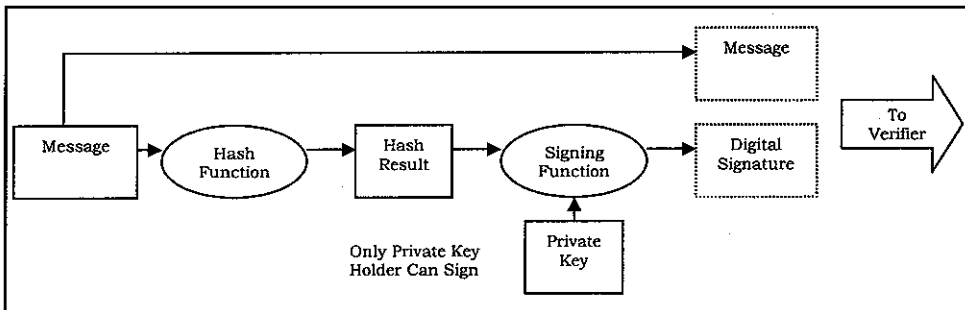 Message
To
Verifier
Message
Hash
Function
Hash
Result
Signing
Function
Digital
Signature
Only Private Key
Holder Can Sign
Private
Key